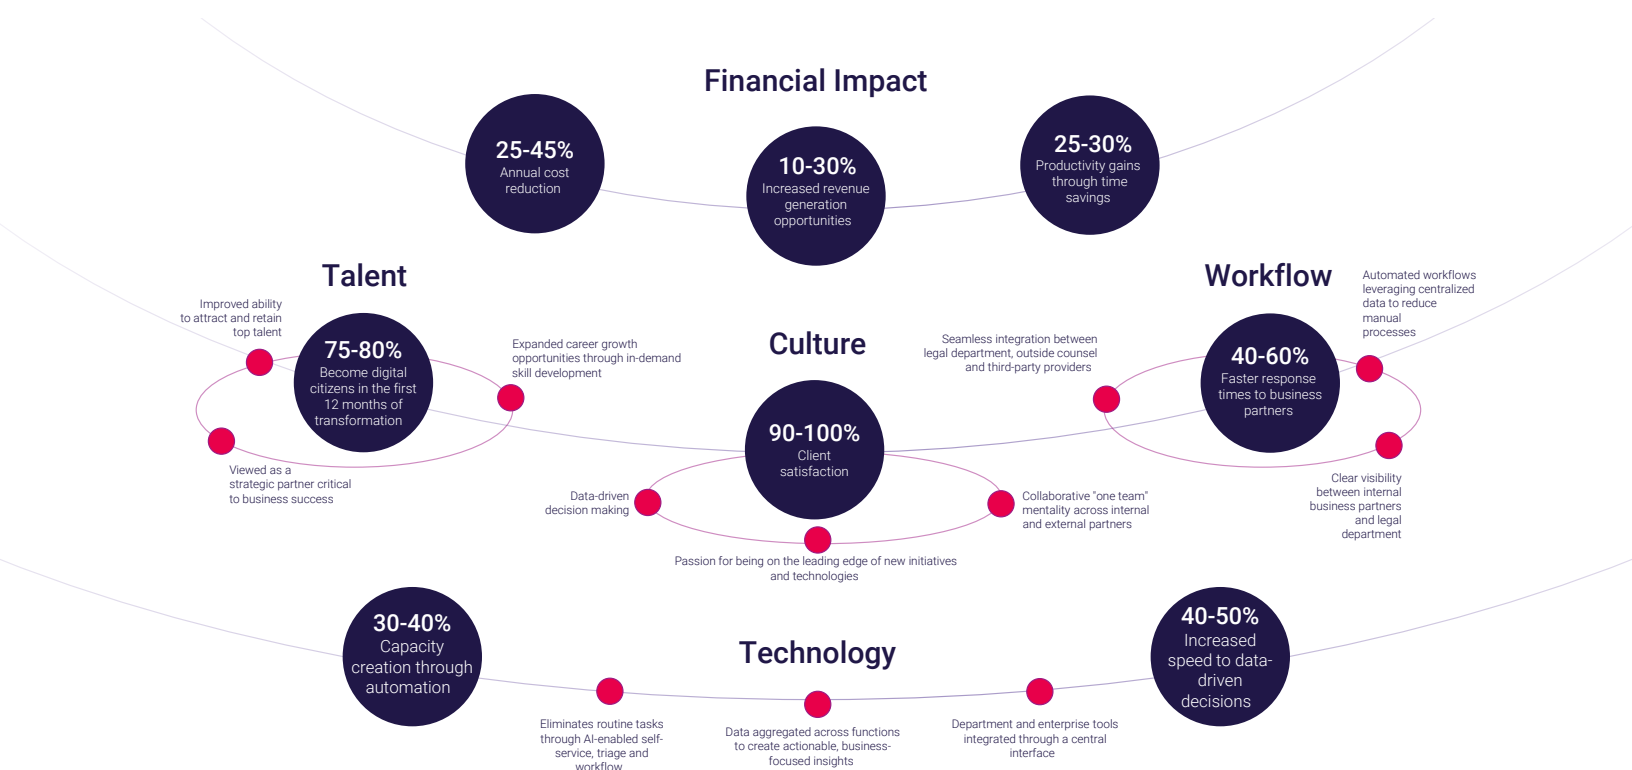 Financial Impact
25-45%
Annual cost
reduction
10-30%
Increased revenue
generation
opportunities
25-30%
Productivity gains
through time
savings
Talent
Improved ability
to attract and retain
top talent
75-80%
Become digital
citizens in the first
12 months of
transformation
Expanded career growth
opportunities through in-demand
skill development
Viewed as a
strategic partner critical
to business success
Culture
90-100%
Client
satisfaction
Data-driven
decision making
Collaborative "one team"
mentality across internal
and external partners
Passion for being on the leading edge of new initiatives
and technologies
Workflow
Seamless integration between
legal department, outside counsel
and third-party providers
40-60%
Faster response
times to business
partners
Automated workflows
leveraging centralized
data to reduce
manual
processes
Clear visibility
between internal
business partners
and legal
department
Technology
30-40%
Capacity
creation through
automation
Eliminates routine tasks
through AI-enabled self-
service, triage and
workflow
Data aggregated across functions
to create actionable, business-
focused insights
Department and enterprise tools
integrated through a central
interface
40-50%
Increased
speed to data-
driven
decisions